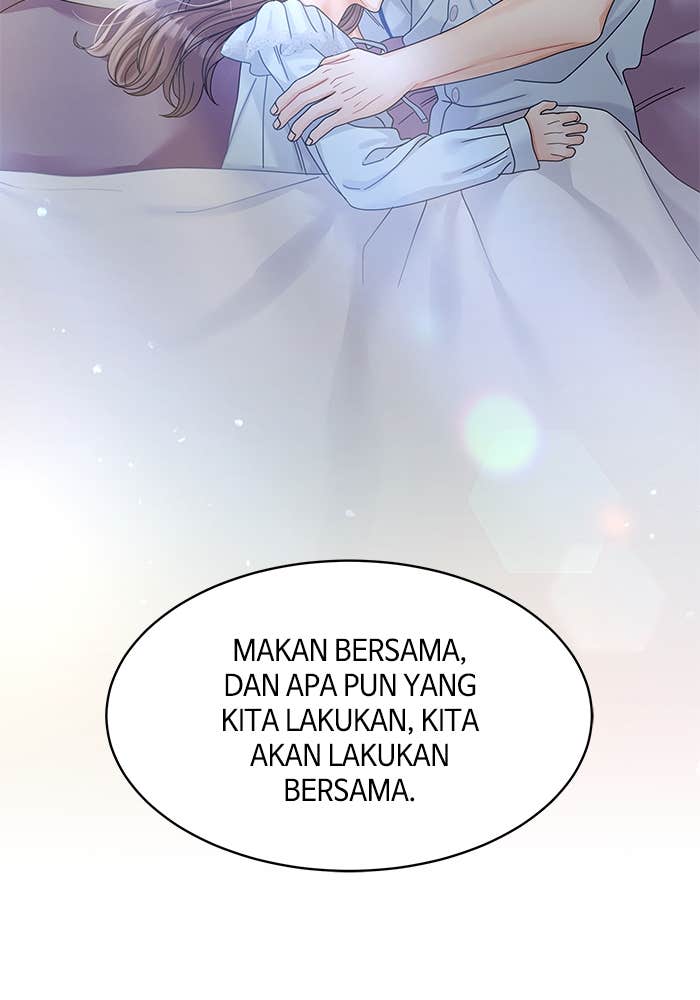 MAKAN BERSAMA,
DAN APA PUN YANG
KITA LAKUKAN, KITA
AKAN LAKUKAN
BERSAMA.